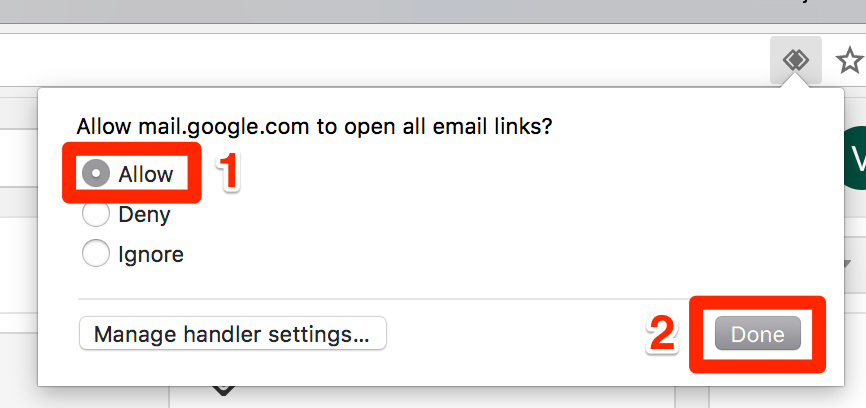 Allow mail.google.com to open all email links?
Allow 1
Deny
Ignore
Manage handler settings... 2 Done